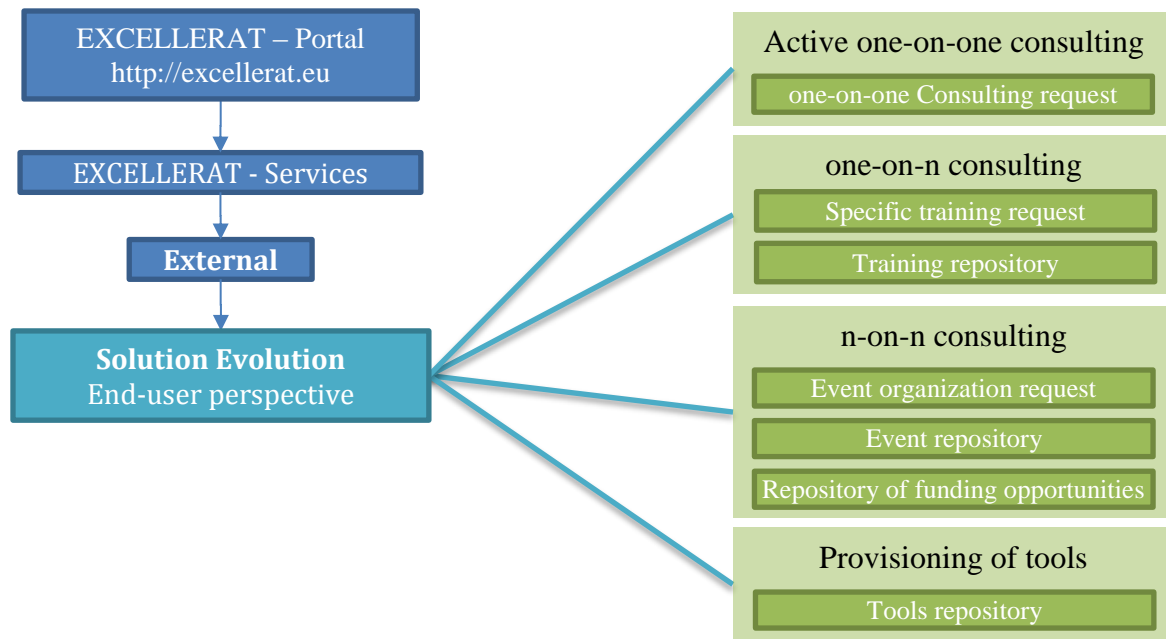 EXCELLERAT – Portal
http://excellerat.eu
EXCELLERAT - Services
External
Solution Evolution
End-user perspective
Active one-on-one consulting
one-on-one Consulting request
one-on-n consulting
Specific training request
Training repository
n-on-n consulting
Event organization request
Event repository
Repository of funding opportunities
Provisioning of tools
Tools repository